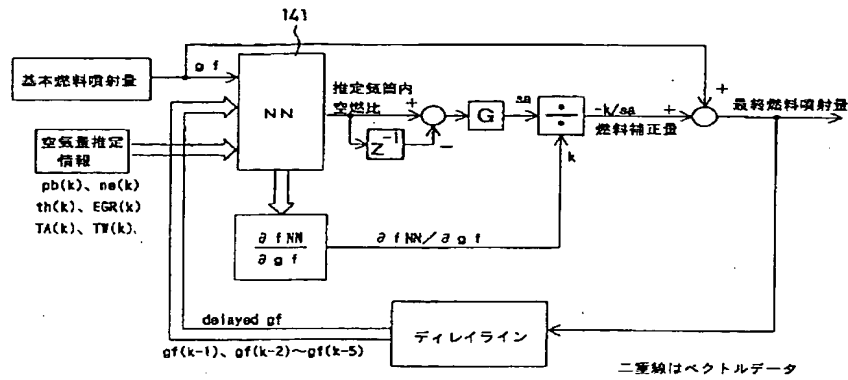 141
基本燃料噴射量
gf
NN
推定気筒内
空燃比
+
-
Z⁻¹
G
sa
÷
-k/sa
燃料補正量
+
+
最終燃料噴射量
k
空気量推定
情報
pb(k)、ne(k)
th(k)、EGR(k)
TA(k)、TW(k)、
∂fNN
∂gf
∂fNN/∂gf
delayed gf
gf(k-1)、gf(k-2)～gf(k-5)
ディレイライン
二重線はベクトルデータ